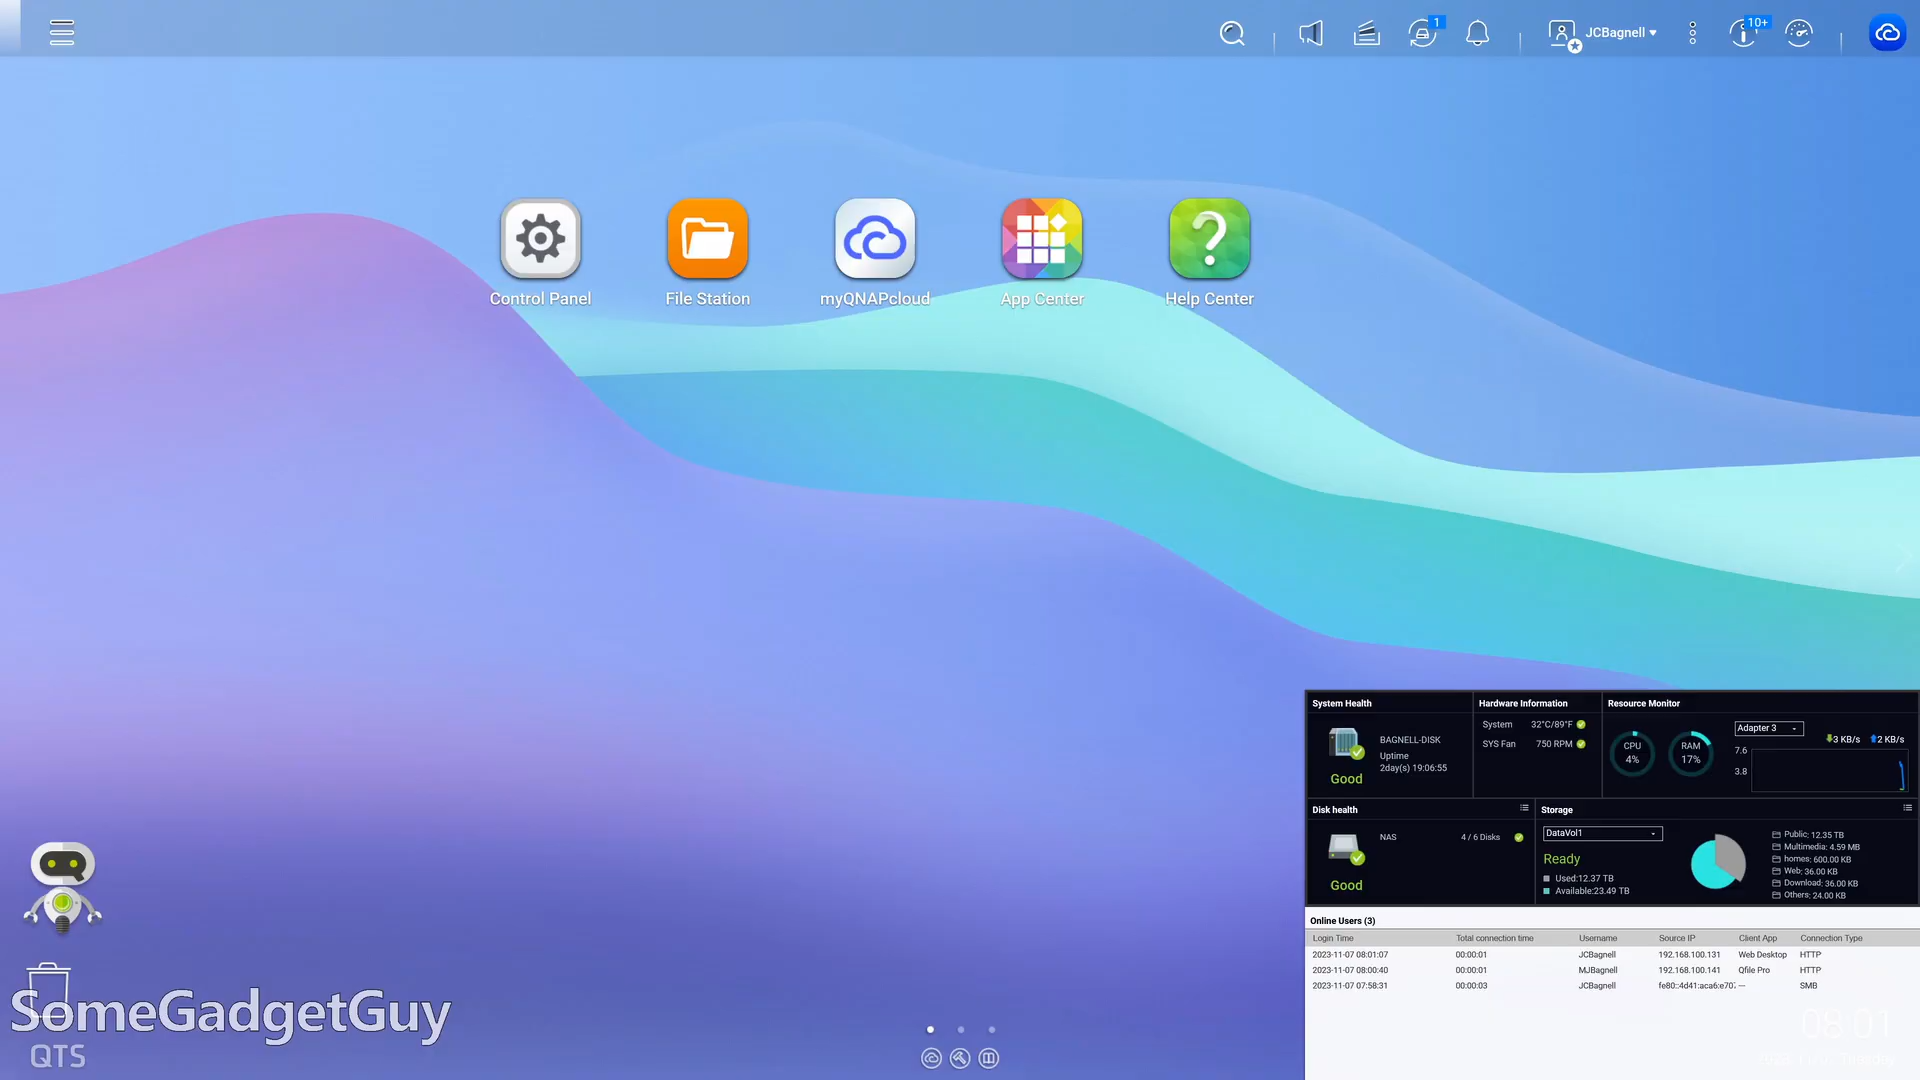 1
JCBagnell
10+
Control Panel
File Station
myQNAPcloud
App Center
Help Center
System Health
BAGNELL-DISK
Uptime
2day(s) 19:06:55
Good
Hardware Information
System 32°C/89°F
SYS Fan 750 RPM
Resource Monitor
CPU
4%
RAM
17%
Adapter 3
3 KB/s 2 KB/s
7.6
3.8
Disk health
NAS 4 / 6 Disks
Good
Storage
DataVol1
Ready
Used:12.37 TB
Available:23.49 TB
Public: 12.35 TB
Multimedia: 4.59 MB
homes: 600.00 KB
Web: 36.00 KB
Download: 36.00 KB
Others: 24.00 KB
Online Users (3)
Login Time Total connection time Username Source IP Client App Connection Type
2023-11-07 08:01:07 00:00:01 JCBagnell 192.168.100.131 Web Desktop HTTP
2023-11-07 08:00:40 00:00:01 MJBagnell 192.168.100.141 Qfile Pro HTTP
2023-11-07 07:58:31 00:00:03 JCBagnell fe80::4d41:aca6:e70 --- SMB
08:01
SomeGadgetGuy
QTS